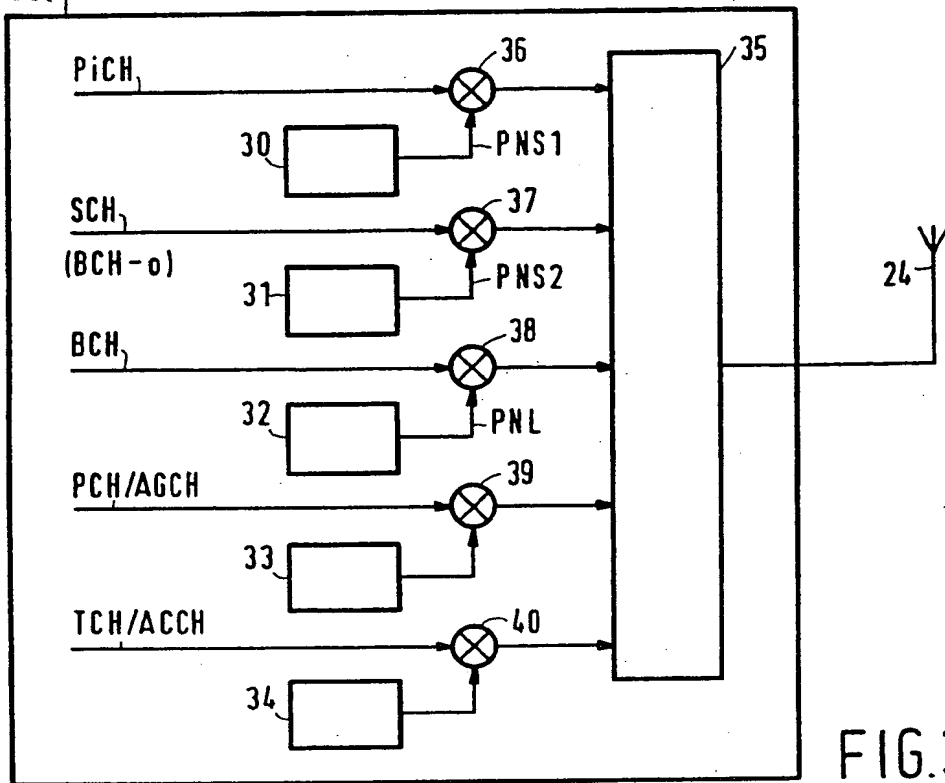 36
35
PiCH
30
PNS1
SCH
37
(BCH-o)
31
PNS2
24
BCH
38
32
PNL
PCH/AGCH
39
33
TCH/ACCH
40
34
FIG.